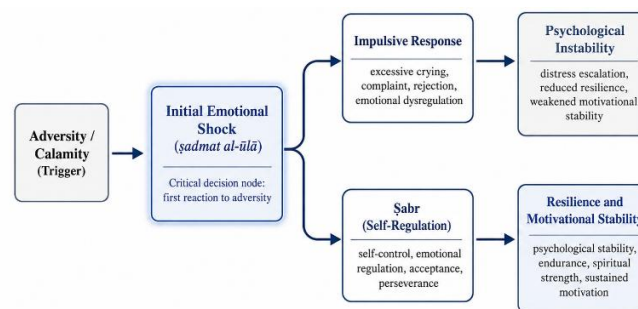 Adversity /
Calamity
(Trigger)
Initial Emotional
Shock
(ṣadmat al-ūlā)
Critical decision node:
first reaction to adversity
Impulsive Response
excessive crying,
complaint, rejection,
emotional dysregulation
Psychological
Instability
distress escalation,
reduced resilience,
weakened motivational
stability
Ṣabr
(Self-Regulation)
self-control, emotional
regulation, acceptance,
perseverance
Resilience and
Motivational Stability
psychological stability,
endurance, spiritual
strength, sustained
motivation